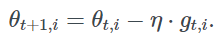 θ_{t+1,i} = θ_{t,i} − η · g_{t,i}.